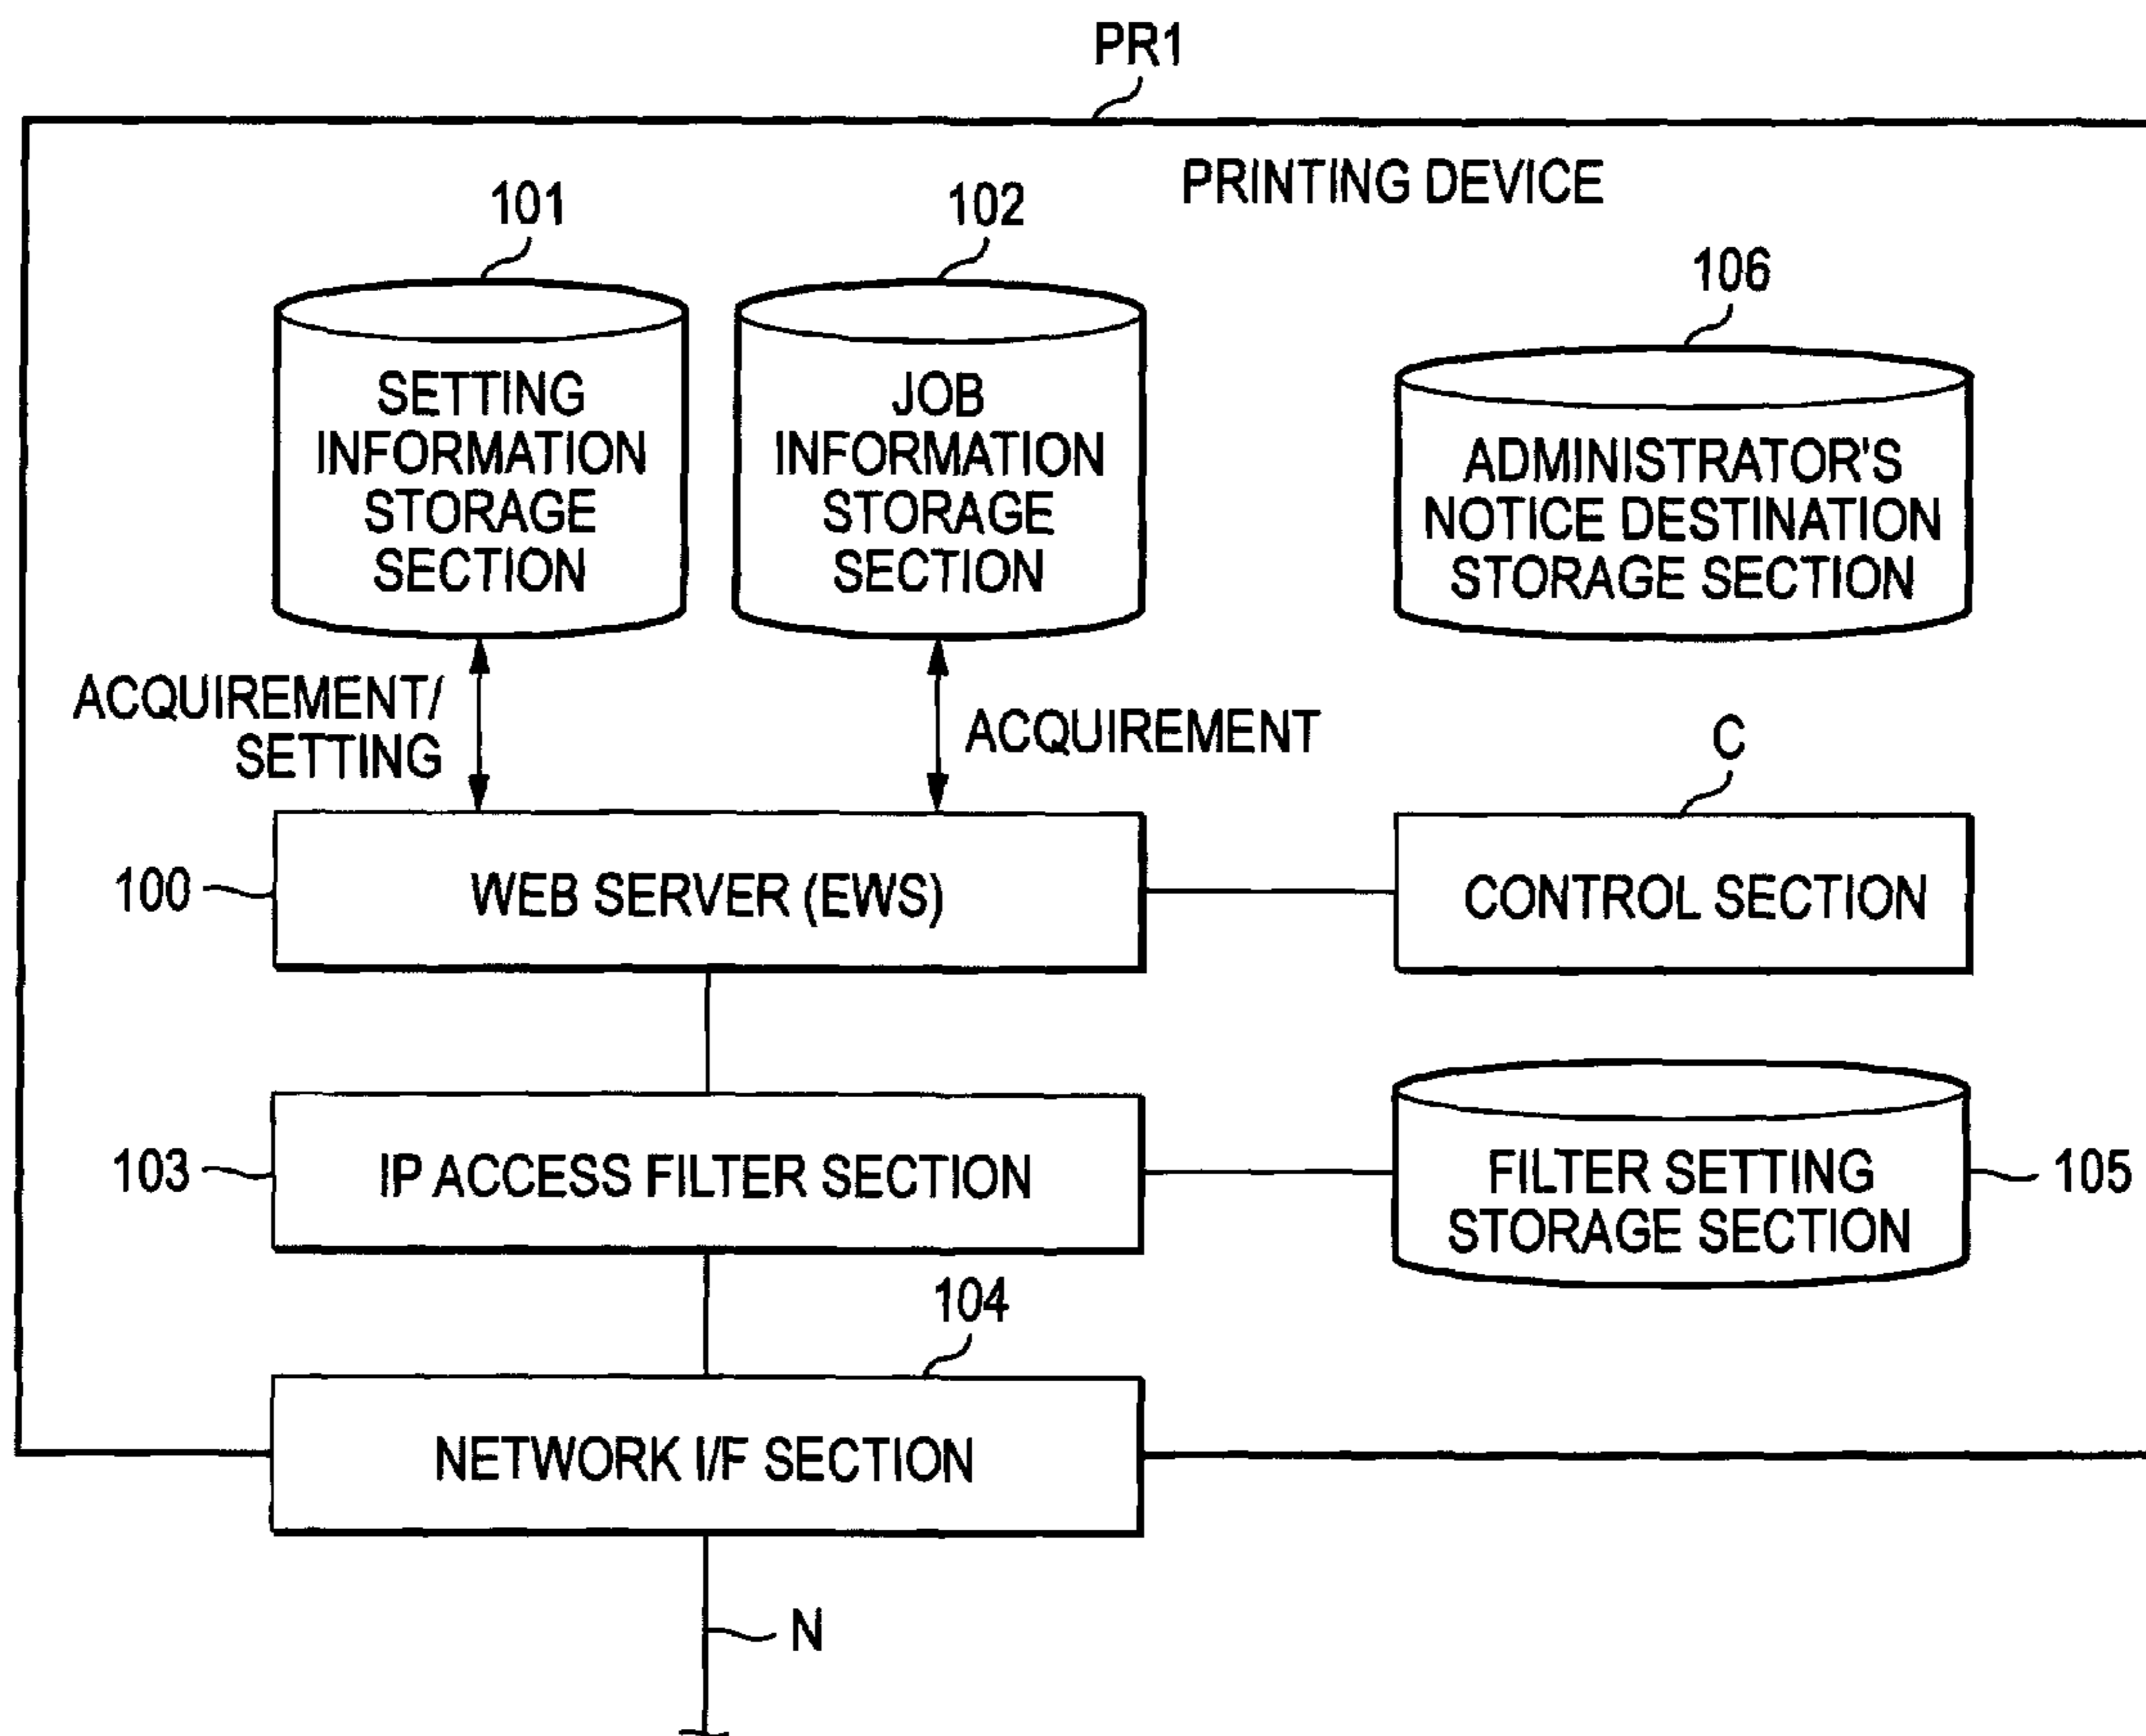 PR1
PRINTING DEVICE
101
102
106
SETTING
INFORMATION
STORAGE
SECTION
JOB
INFORMATION
STORAGE
SECTION
ADMINISTRATOR'S
NOTICE DESTINATION
STORAGE SECTION
ACQUIREMENT/
SETTING
ACQUIREMENT
C
100
WEB SERVER (EWS)
CONTROL SECTION
103
IP ACCESS FILTER SECTION
FILTER SETTING
STORAGE SECTION
105
104
NETWORK I/F SECTION
N